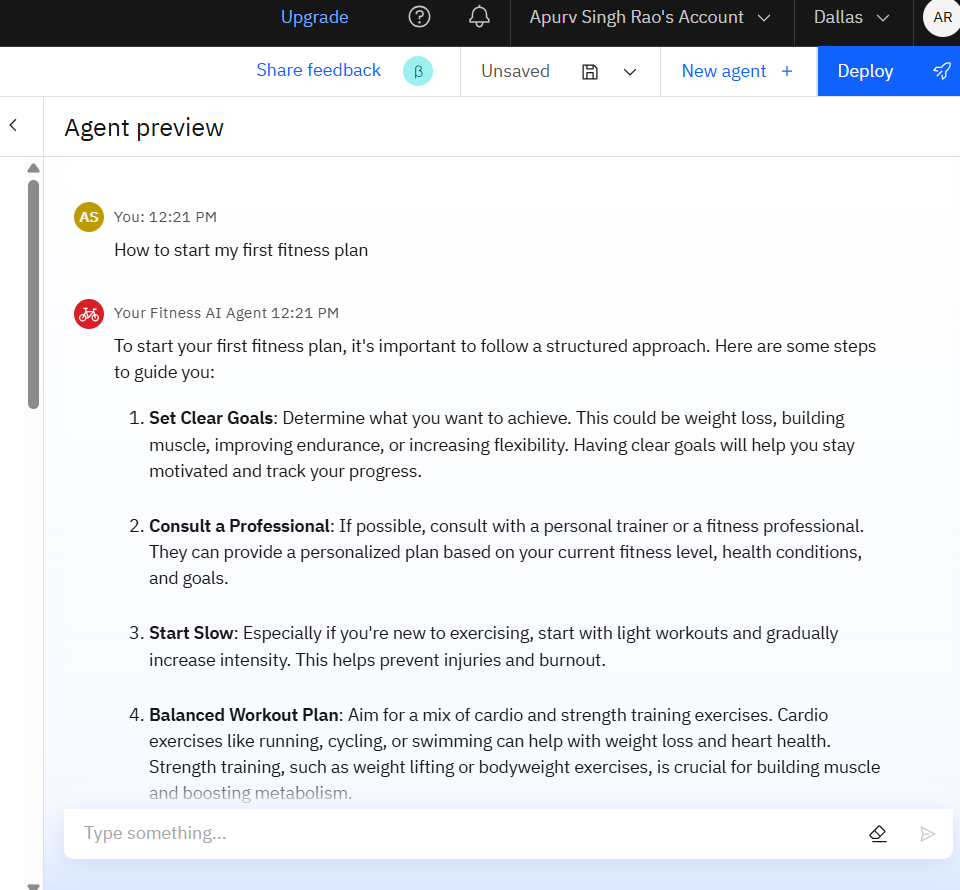 Upgrade
Apurv Singh Rao's Account
Dallas
AR
Share feedback
β
Unsaved
New agent +
Deploy
Agent preview
AS
You: 12:21 PM
How to start my first fitness plan
Your Fitness AI Agent 12:21 PM
To start your first fitness plan, it's important to follow a structured approach. Here are some steps
to guide you:
1. Set Clear Goals: Determine what you want to achieve. This could be weight loss, building
muscle, improving endurance, or increasing flexibility. Having clear goals will help you stay
motivated and track your progress.
2. Consult a Professional: If possible, consult with a personal trainer or a fitness professional.
They can provide a personalized plan based on your current fitness level, health conditions,
and goals.
3. Start Slow: Especially if you're new to exercising, start with light workouts and gradually
increase intensity. This helps prevent injuries and burnout.
4. Balanced Workout Plan: Aim for a mix of cardio and strength training exercises. Cardio
exercises like running, cycling, or swimming can help with weight loss and heart health.
Strength training, such as weight lifting or bodyweight exercises, is crucial for building muscle
and boosting metabolism.
Type something...